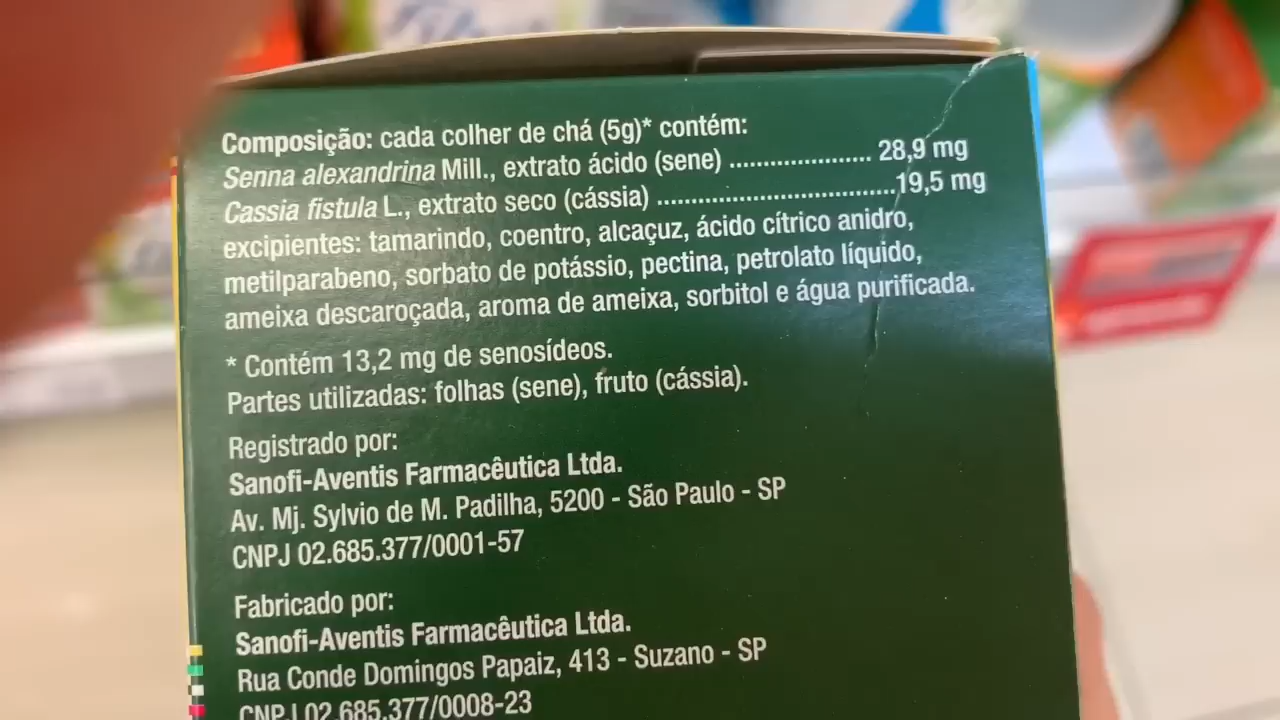 Composição: cada colher de chá (5g)* contém:
Senna alexandrina Mill., extrato ácido (sene) .................... 28,9 mg
Cassia fistula L., extrato seco (cássia) ..................................19,5 mg
excipientes: tamarindo, coentro, alcaçuz, ácido cítrico anidro,
metilparabeno, sorbato de potássio, pectina, petrolato líquido,
ameixa descaroçada, aroma de ameixa, sorbitol e água purificada.
* Contém 13,2 mg de senosídeos.
Partes utilizadas: folhas (sene), fruto (cássia).
Registrado por:
Sanofi-Aventis Farmacêutica Ltda.
Av. Mj. Sylvio de M. Padilha, 5200 - São Paulo - SP
CNPJ 02.685.377/0001-57
Fabricado por:
Sanofi-Aventis Farmacêutica Ltda.
Rua Conde Domingos Papaiz, 413 - Suzano - SP
CNPJ 02.685.377/0008-23